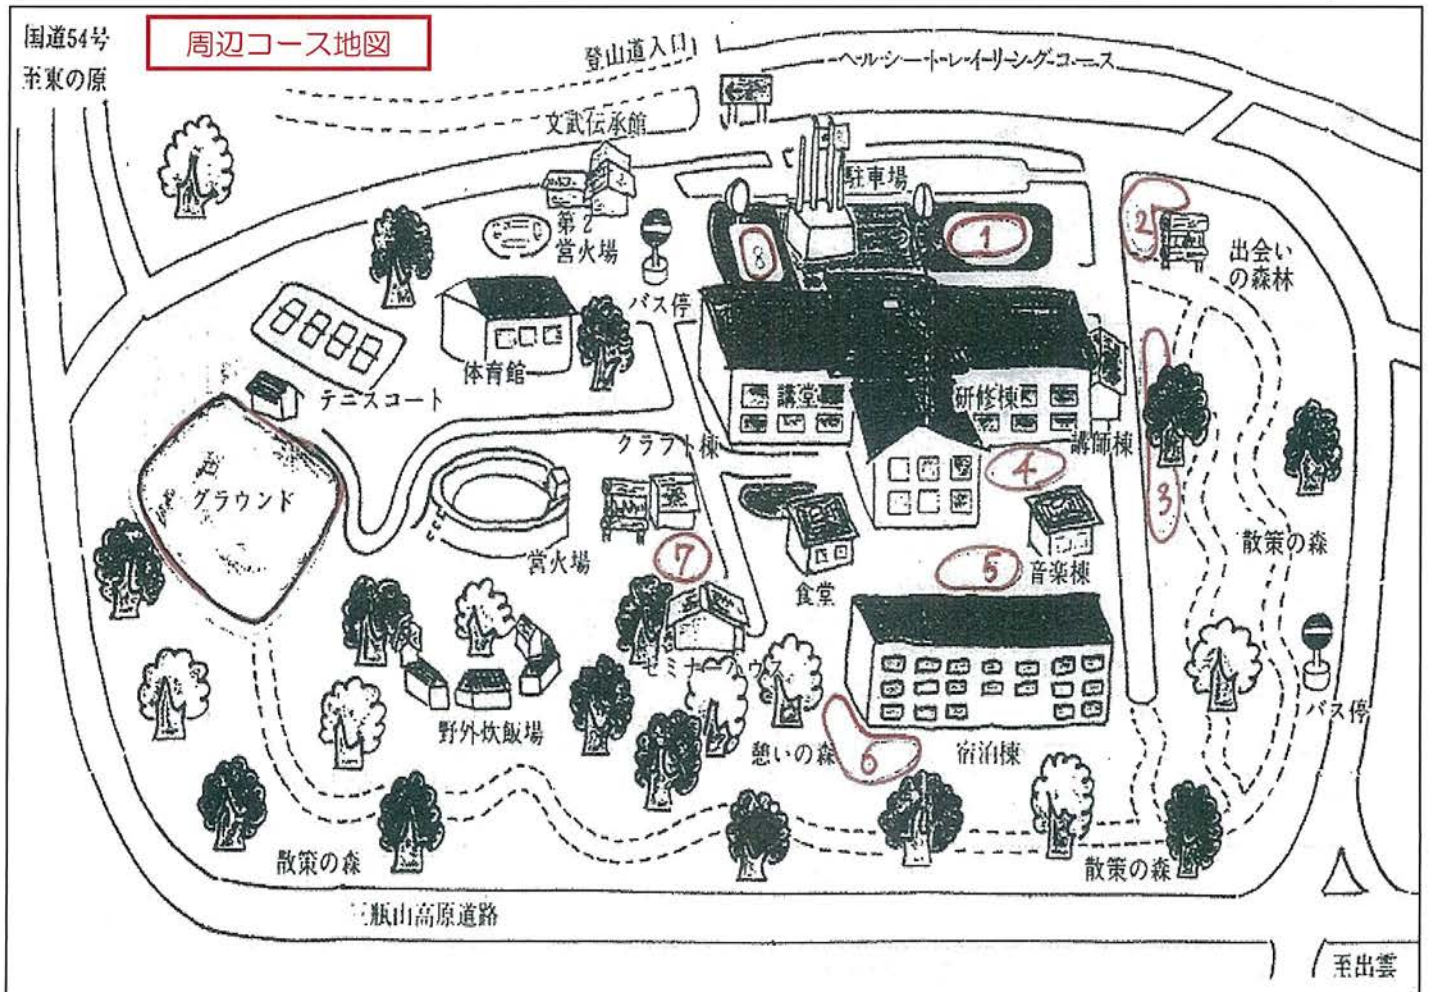 国道54号
至東の原
周辺コース地図
登山道入口
ヘルシートレイリングコース
文武伝承館
駐車場
第2
営火場
バス停
8
1
2
出会い
の森林
体育館
テニスコート
講堂
研修棟
講師棟
クラフト棟
4
3
グラウンド
営火場
7
食堂
5
音楽棟
散策の森
セミナーハウス
野外炊飯場
憩いの森
6
宿泊棟
バス停
散策の森
散策の森
三瓶山高原道路
至出雲